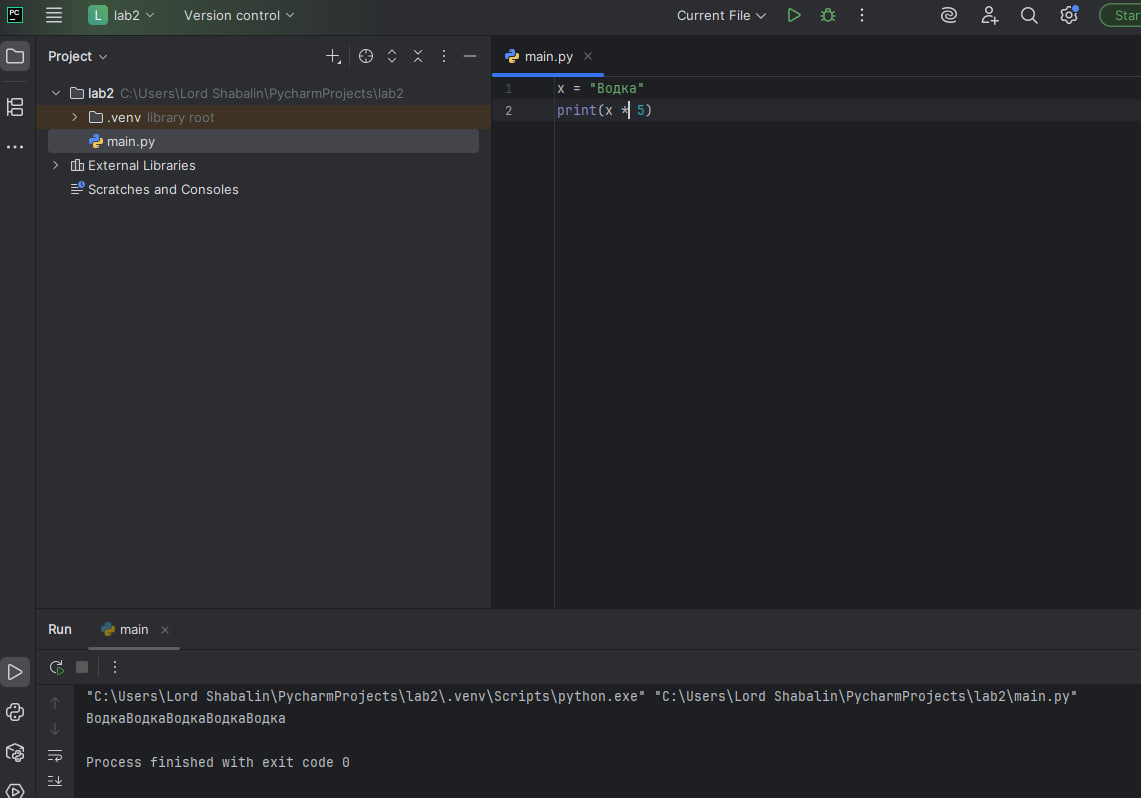 PC
L lab2 Version control Current File Star
Project main.py
lab2 C:\Users\Lord Shabalin\PycharmProjects\lab2
.venv library root
main.py
External Libraries
Scratches and Consoles
1 x = "Водка"
2 print(x * 5)
Run main
"C:\Users\Lord Shabalin\PycharmProjects\lab2\.venv\Scripts\python.exe" "C:\Users\Lord Shabalin\PycharmProjects\lab2\main.py"
ВодкаВодкаВодкаВодкаВодка
Process finished with exit code 0